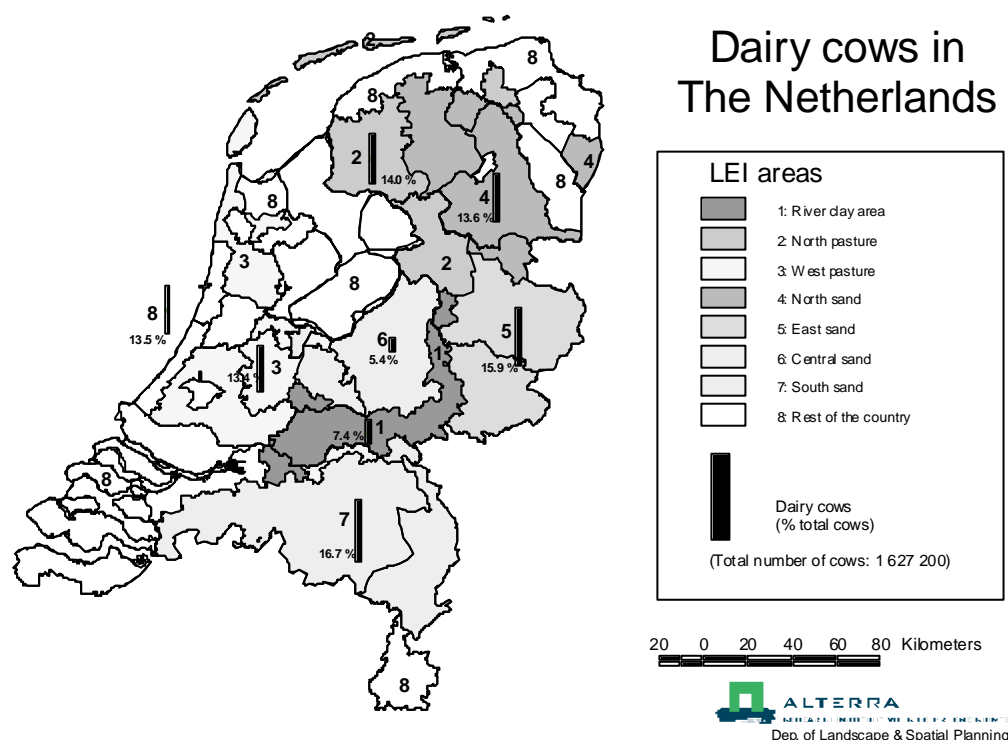 Dairy cows in
The Netherlands
LEI areas
1: River clay area
2: North pasture
3: West pasture
4: North sand
5: East sand
6: Central sand
7: South sand
8: Rest of the country
Dairy cows
(% total cows)
(Total number of cows: 1 627 200)
20 0 20 40 60 80 Kilometers
ALTERRA
Dep. of Landscape & Spatial Planning
8
8
2
14.0 %
4
13.6 %
4
8
8
3
2
8
8
13.5 %
6
5.4 %
5
15.9 %
1
13.4 %
3
7.4 %
1
8
7
16.7 %
8